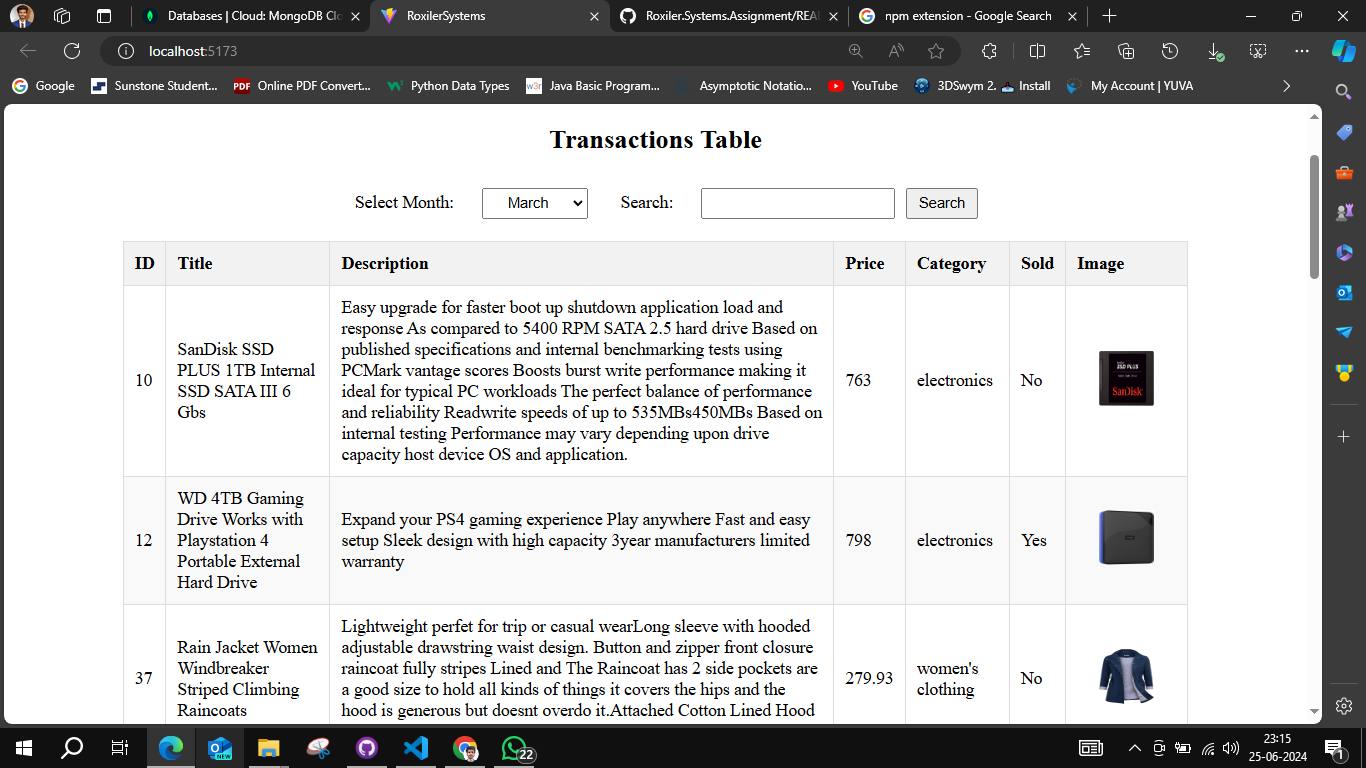 Databases | Cloud: MongoDB Clo
RoxilerSystems
Roxiler.Systems.Assignment/REA
npm extension - Google Search
localhost:5173
Google
Sunstone Student...
PDF
Online PDF Convert...
Python Data Types
w3r
Java Basic Program...
Asymptotic Notatio...
YouTube
3DSwym 2.
Install
My Account | YUVA
Transactions Table
Select Month:
March
Search:
Search
ID
Title
Description
Price
Category
Sold
Image
10
SanDisk SSD
PLUS 1TB Internal
SSD SATA III 6
Gbs
Easy upgrade for faster boot up shutdown application load and
response As compared to 5400 RPM SATA 2.5 hard drive Based on
published specifications and internal benchmarking tests using
PCMark vantage scores Boosts burst write performance making it
ideal for typical PC workloads The perfect balance of performance
and reliability Readwrite speeds of up to 535MBs450MBs Based on
internal testing Performance may vary depending upon drive
capacity host device OS and application.
763
electronics
No
SSD PLUS
SanDisk
12
WD 4TB Gaming
Drive Works with
Playstation 4
Portable External
Hard Drive
Expand your PS4 gaming experience Play anywhere Fast and easy
setup Sleek design with high capacity 3year manufacturers limited
warranty
798
electronics
Yes
37
Rain Jacket Women
Windbreaker
Striped Climbing
Raincoats
Lightweight perfet for trip or casual wearLong sleeve with hooded
adjustable drawstring waist design. Button and zipper front closure
raincoat fully stripes Lined and The Raincoat has 2 side pockets are
a good size to hold all kinds of things it covers the hips and the
hood is generous but doesnt overdo it.Attached Cotton Lined Hood
279.93
women's
clothing
No
NEW
22
23:15
25-06-2024
1